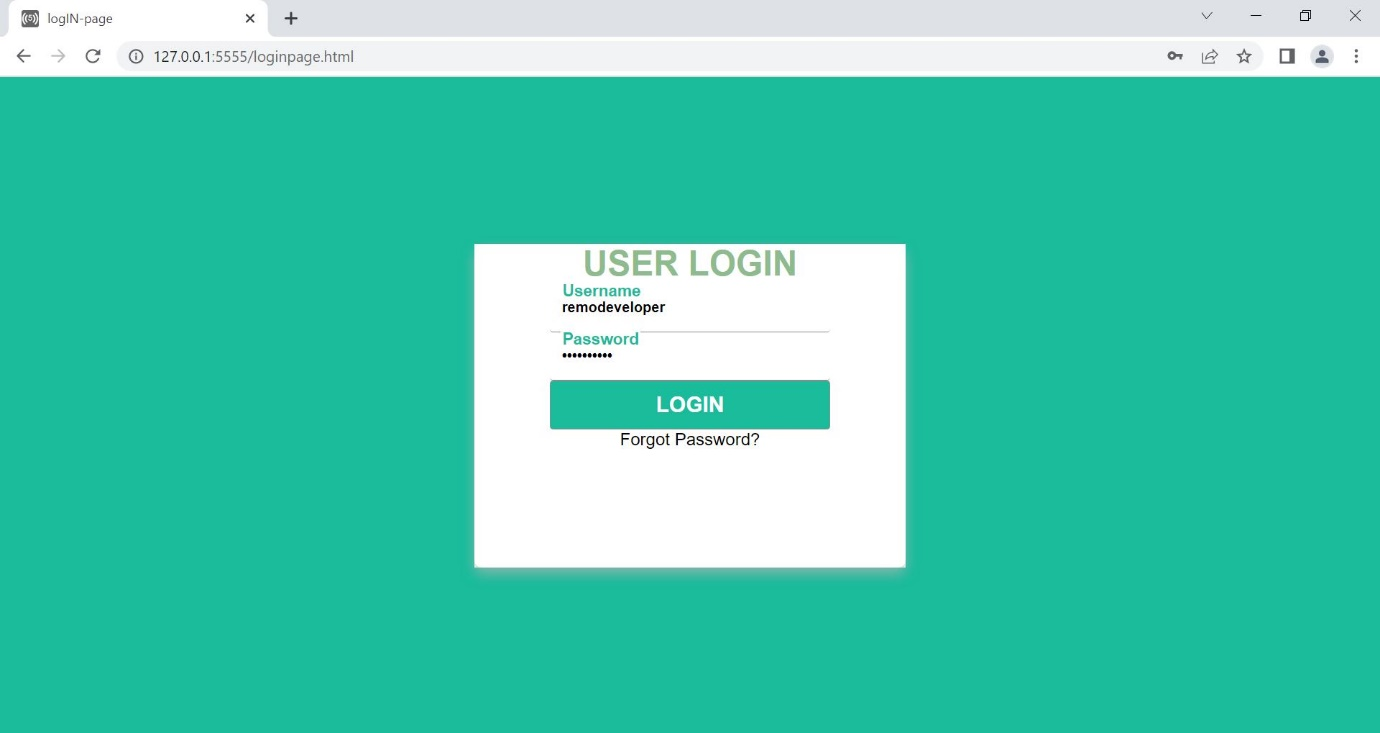 logIN-page
127.0.0.1:5555/loginpage.html
USER LOGIN
Username
remodeveloper
Password
••••••••••
LOGIN
Forgot Password?